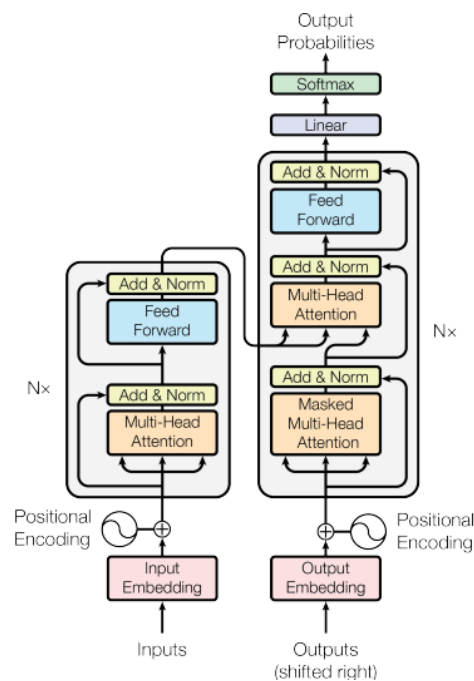 Output
Probabilities
Softmax
Linear
Add & Norm
Feed
Forward
Add & Norm
Multi-Head
Attention
Add & Norm
Masked
Multi-Head
Attention
Nx
Add & Norm
Feed
Forward
Add & Norm
Multi-Head
Attention
Nx
Positional
Encoding
Positional
Encoding
Input
Embedding
Output
Embedding
Inputs
Outputs
(shifted right)